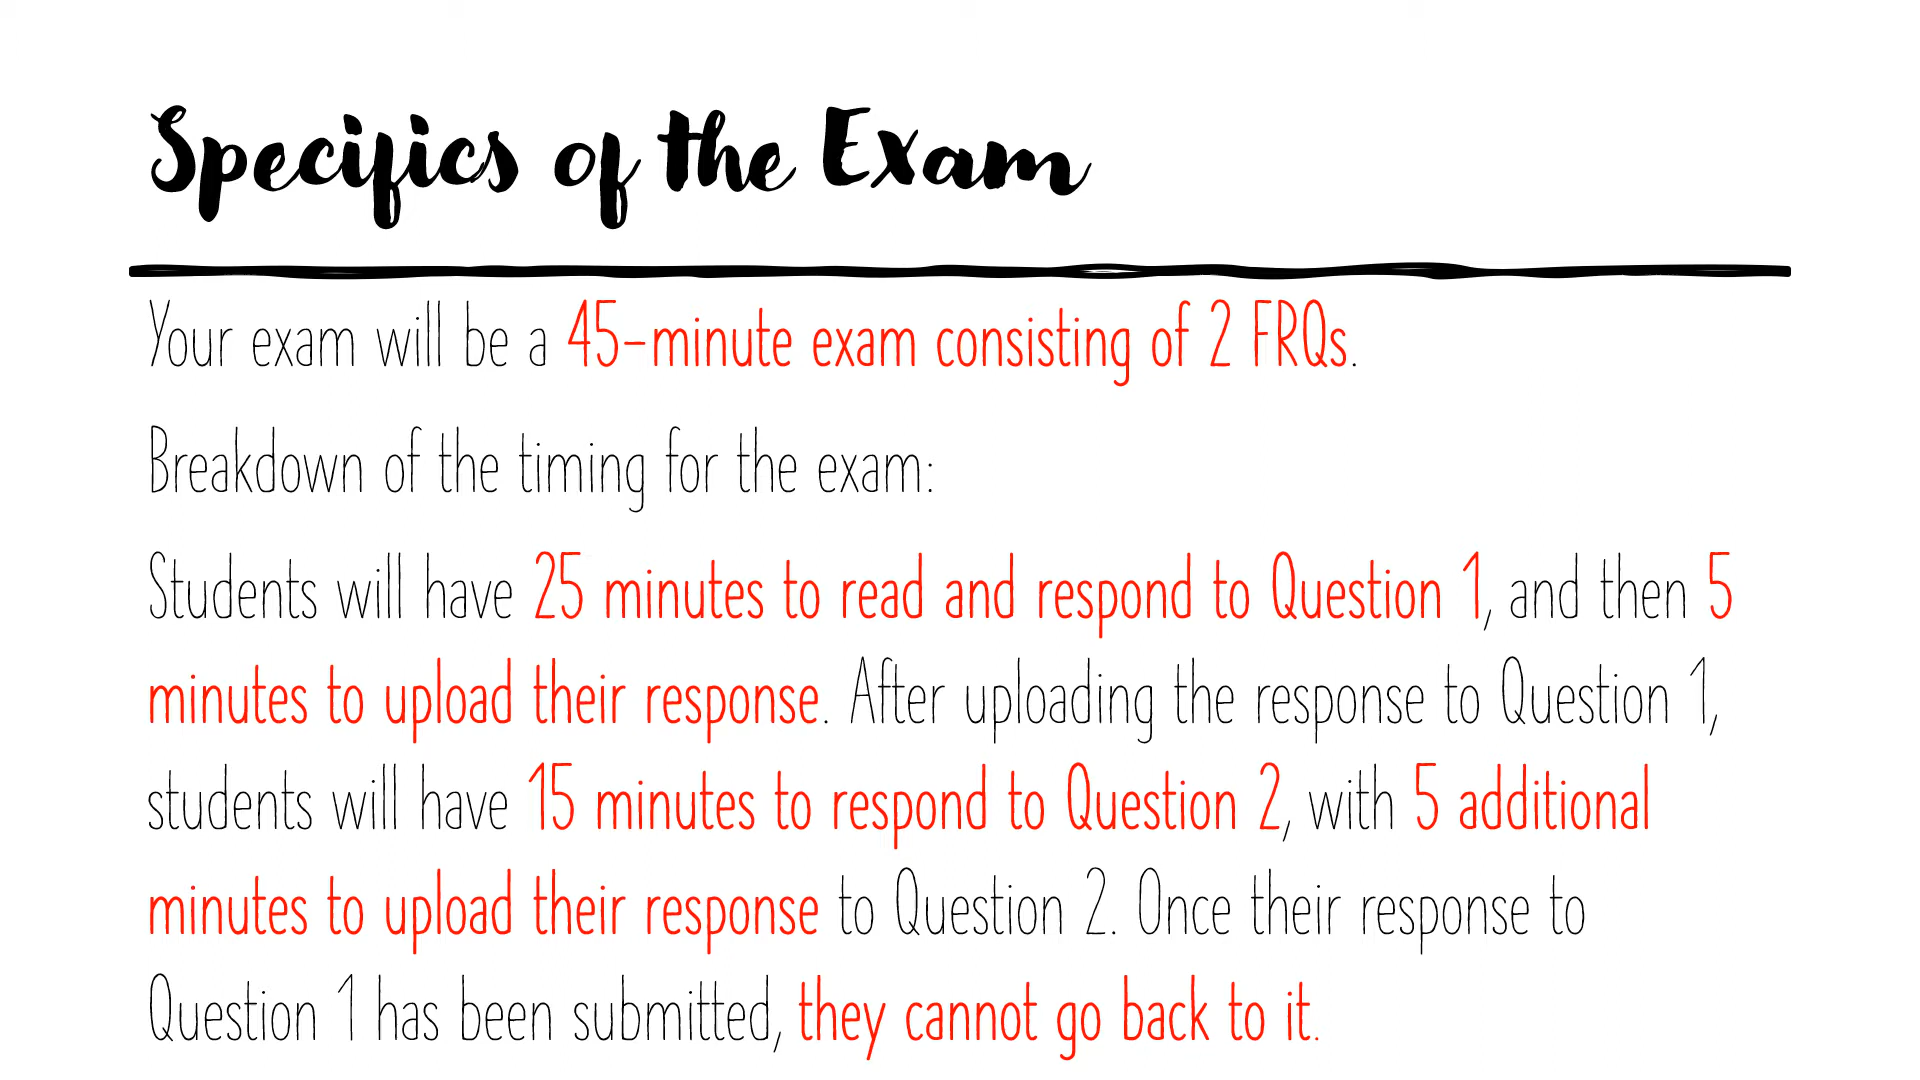 Specifics of the Exam
Your exam will be a 45-minute exam consisting of 2 FRQs.
Breakdown of the timing for the exam:
Students will have 25 minutes to read and respond to Question 1, and then 5
minutes to upload their response. After uploading the response to Question 1,
students will have 15 minutes to respond to Question 2, with 5 additional
minutes to upload their response to Question 2. Once their response to
Question 1 has been submitted, they cannot go back to it.